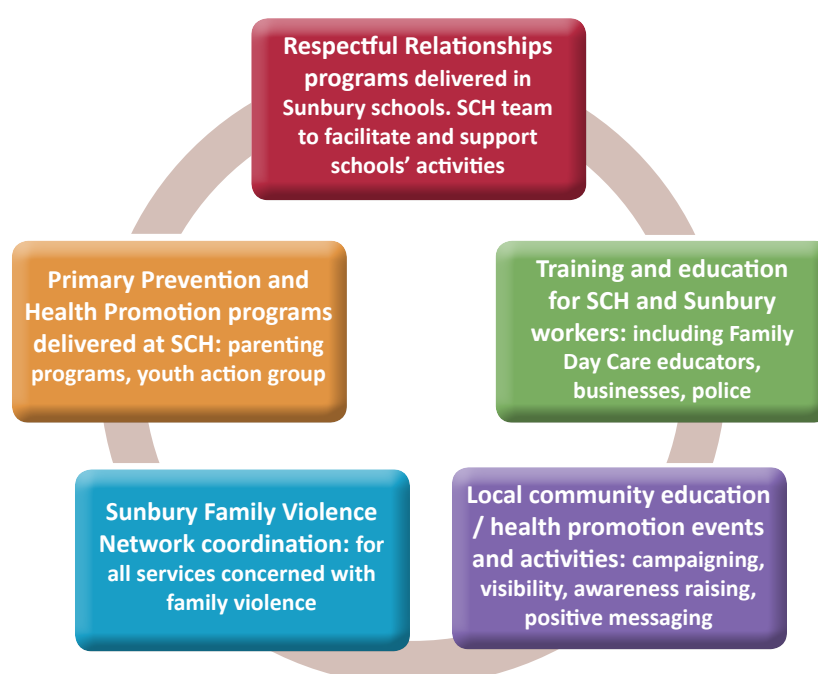 Respectful Relationships
programs delivered in
Sunbury schools. SCH team
to facilitate and support
schools’ activities
Primary Prevention and
Health Promotion programs
delivered at SCH: parenting
programs, youth action group
Training and education
for SCH and Sunbury
workers: including Family
Day Care educators,
businesses, police
Sunbury Family Violence
Network coordination: for
all services concerned with
family violence
Local community education
/ health promotion events
and activities: campaigning,
visibility, awareness raising,
positive messaging